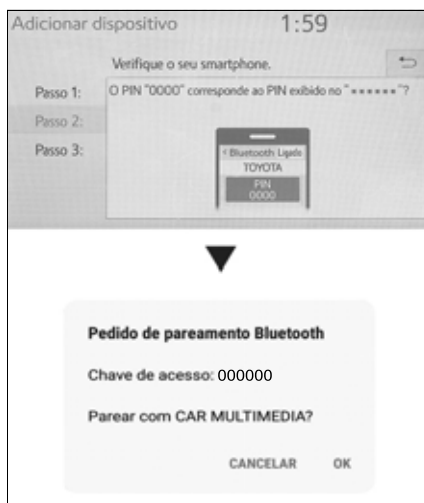 Adicionar dispositivo
1:59
Verifique o seu smartphone.
Passo 1:
O PIN "0000" corresponde ao PIN exibido no "******"?
Passo 2:
Passo 3:
< Bluetooth Ligado
TOYOTA
PIN
0000
Pedido de pareamento Bluetooth
Chave de acesso: 000000
Parear com CAR MULTIMEDIA?
CANCELAR OK